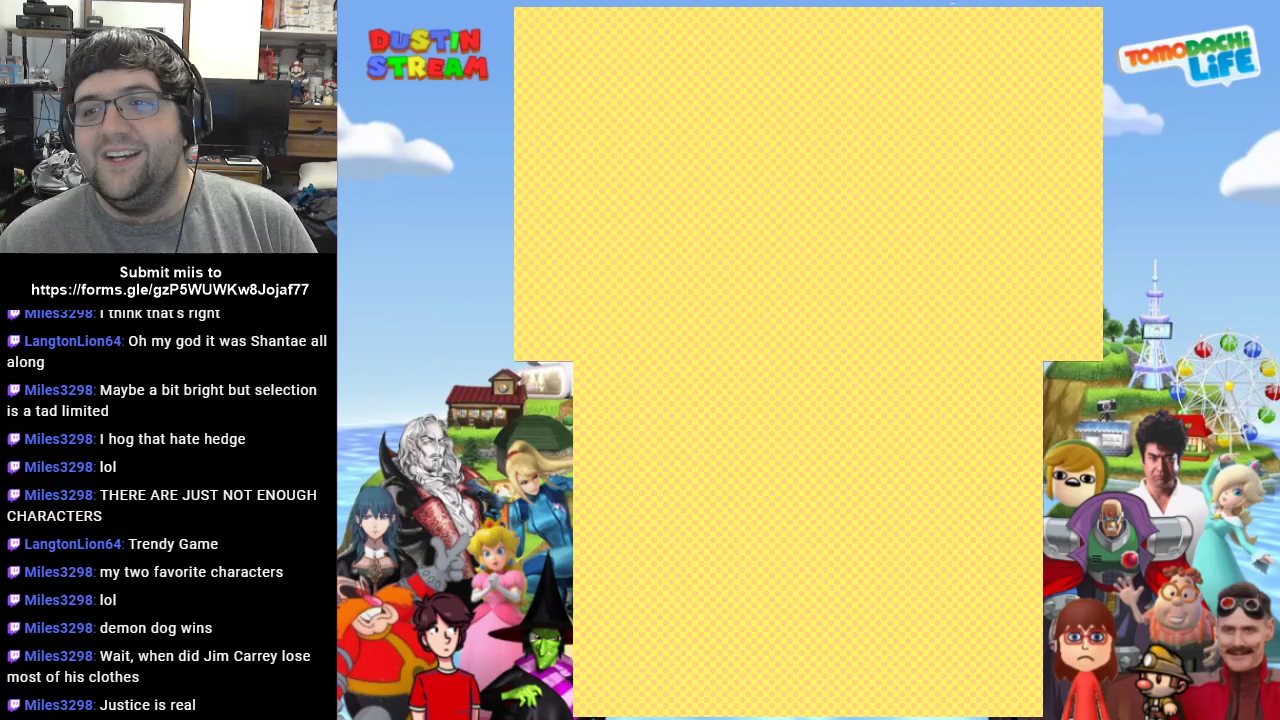 DUSTIN
STREAM
TOMODACHI
LiFE
Submit miis to
https://forms.gle/gzP5WUWKw8Jojaf77
Miles3298: I think that's right
LangtonLion64: Oh my god it was Shantae all
along
Miles3298: Maybe a bit bright but selection
is a tad limited
Miles3298: I hog that hate hedge
Miles3298: lol
Miles3298: THERE ARE JUST NOT ENOUGH
CHARACTERS
LangtonLion64: Trendy Game
Miles3298: my two favorite characters
Miles3298: lol
Miles3298: demon dog wins
Miles3298: Wait, when did Jim Carrey lose
most of his clothes
Miles3298: Justice is real